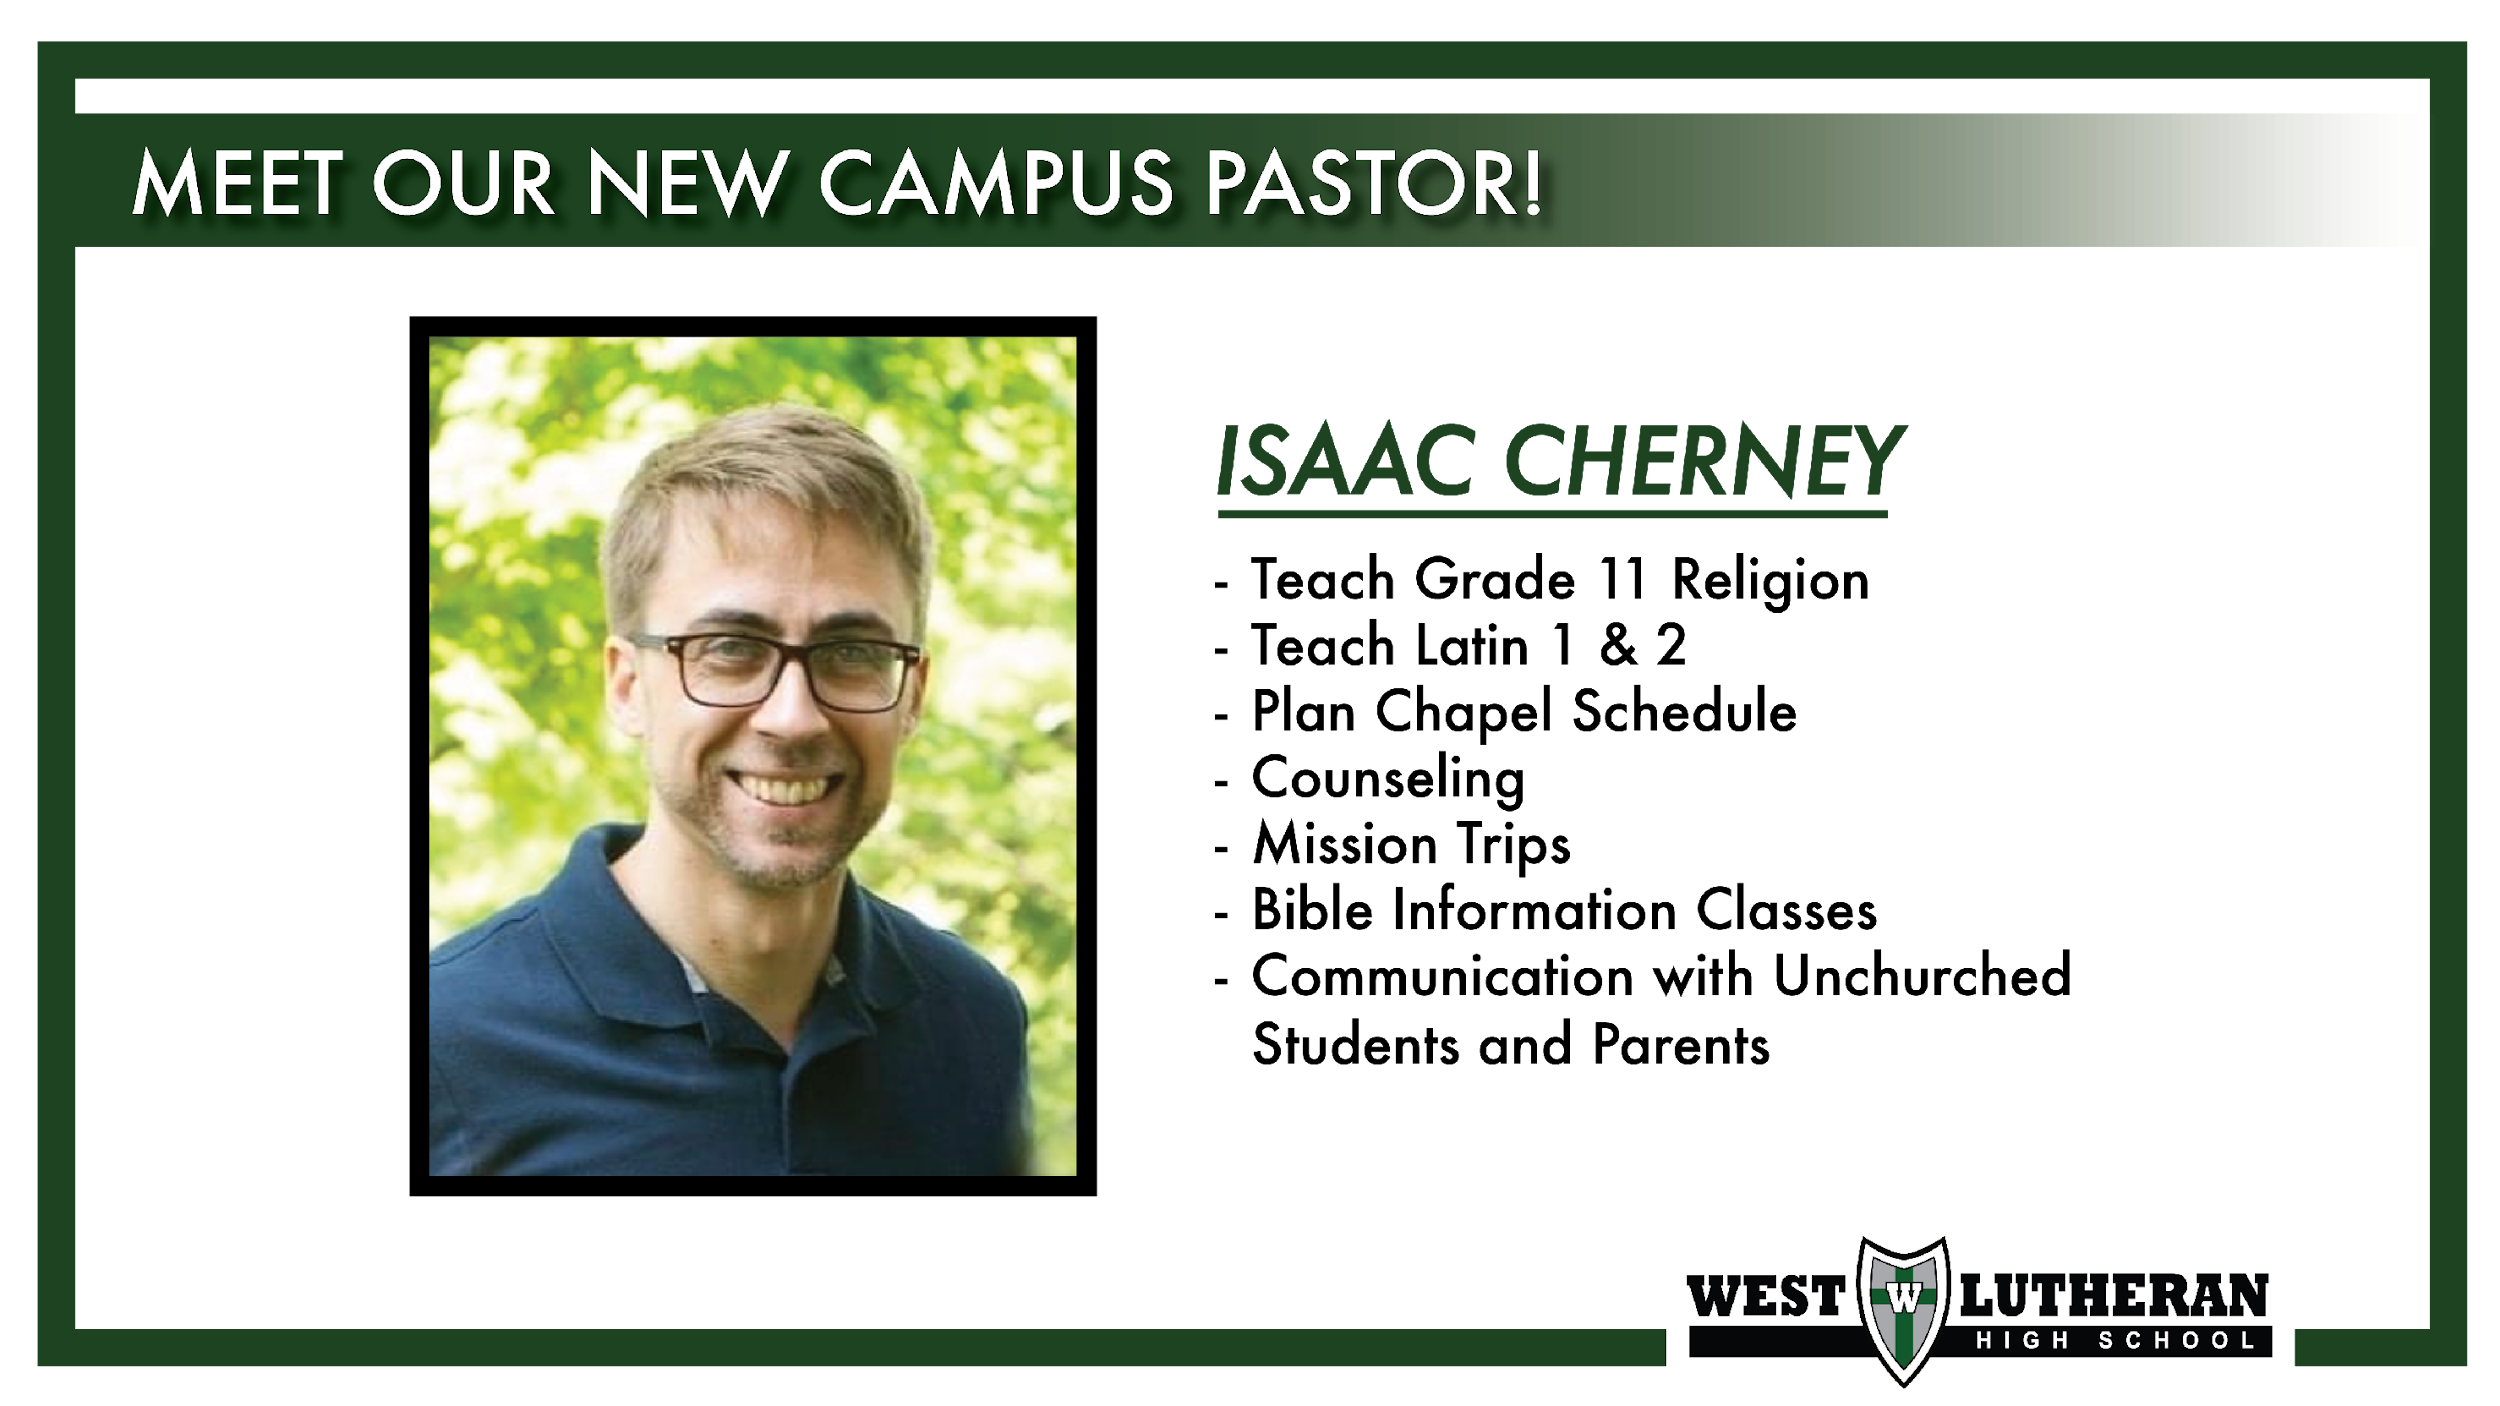 MEET OUR NEW CAMPUS PASTOR!
ISAAC CHERNEY
- Teach Grade 11 Religion
- Teach Latin 1 & 2
- Plan Chapel Schedule
- Counseling
- Mission Trips
- Bible Information Classes
- Communication with Unchurched
Students and Parents
WEST W LUTHERAN
HIGH SCHOOL